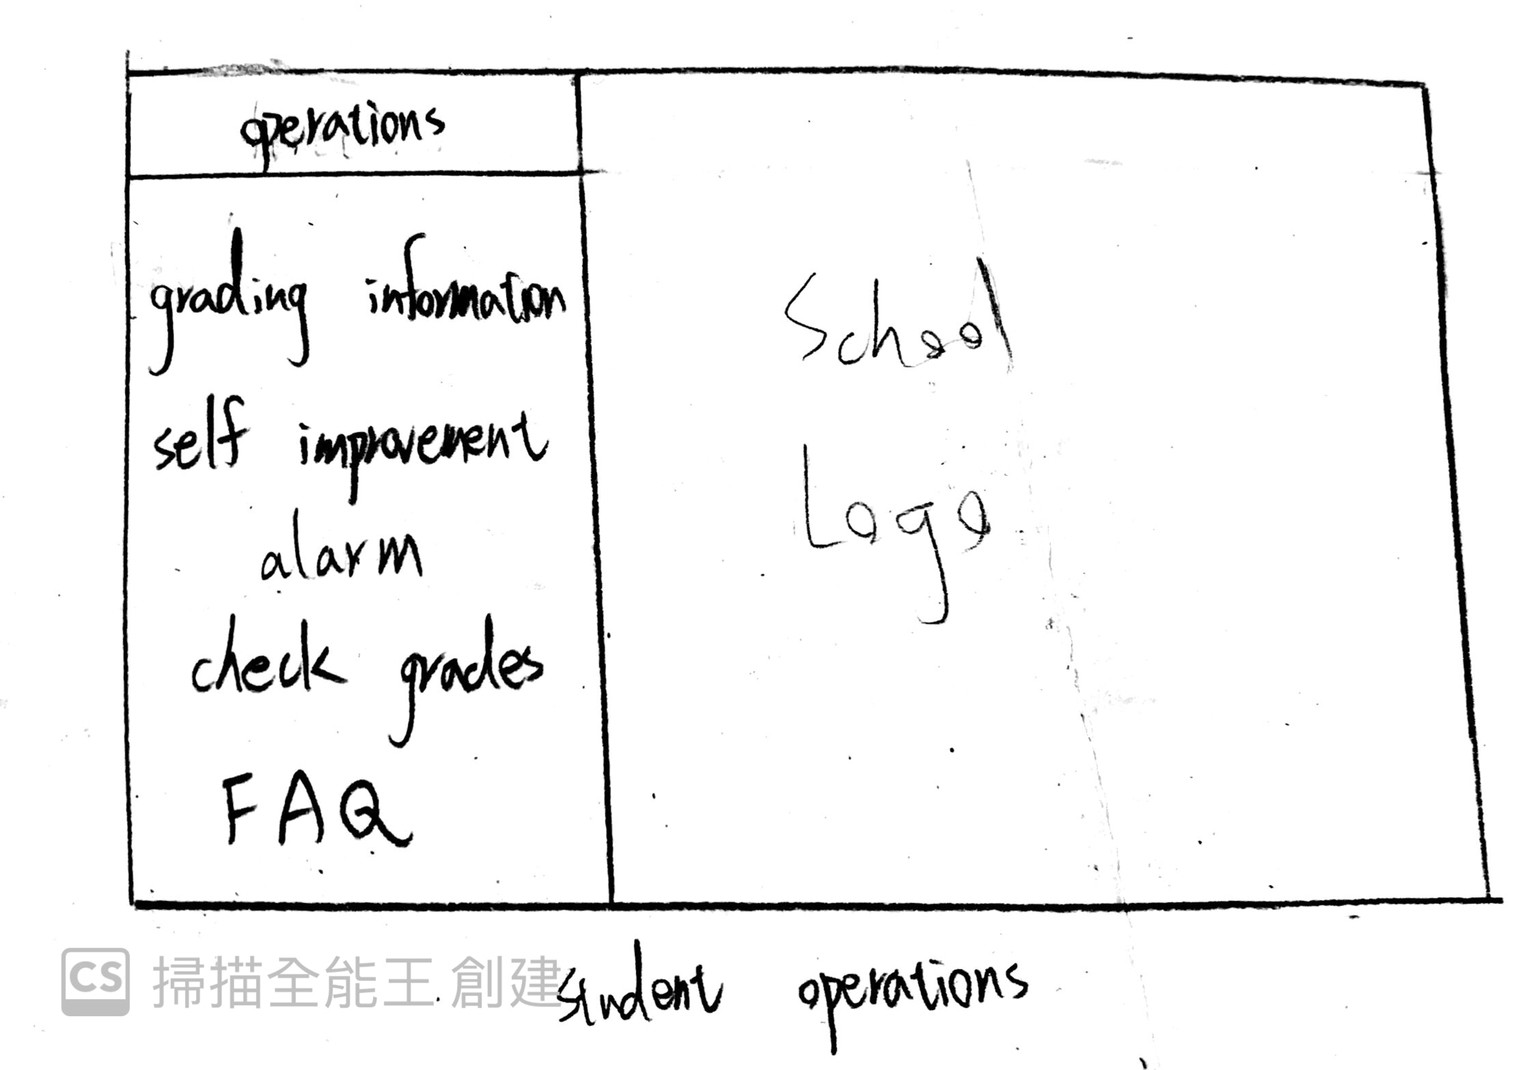 operations
grading information
self improvement
alarm
check grades
FAQ
School
Logo
CS 掃描全能王 創建
student operations